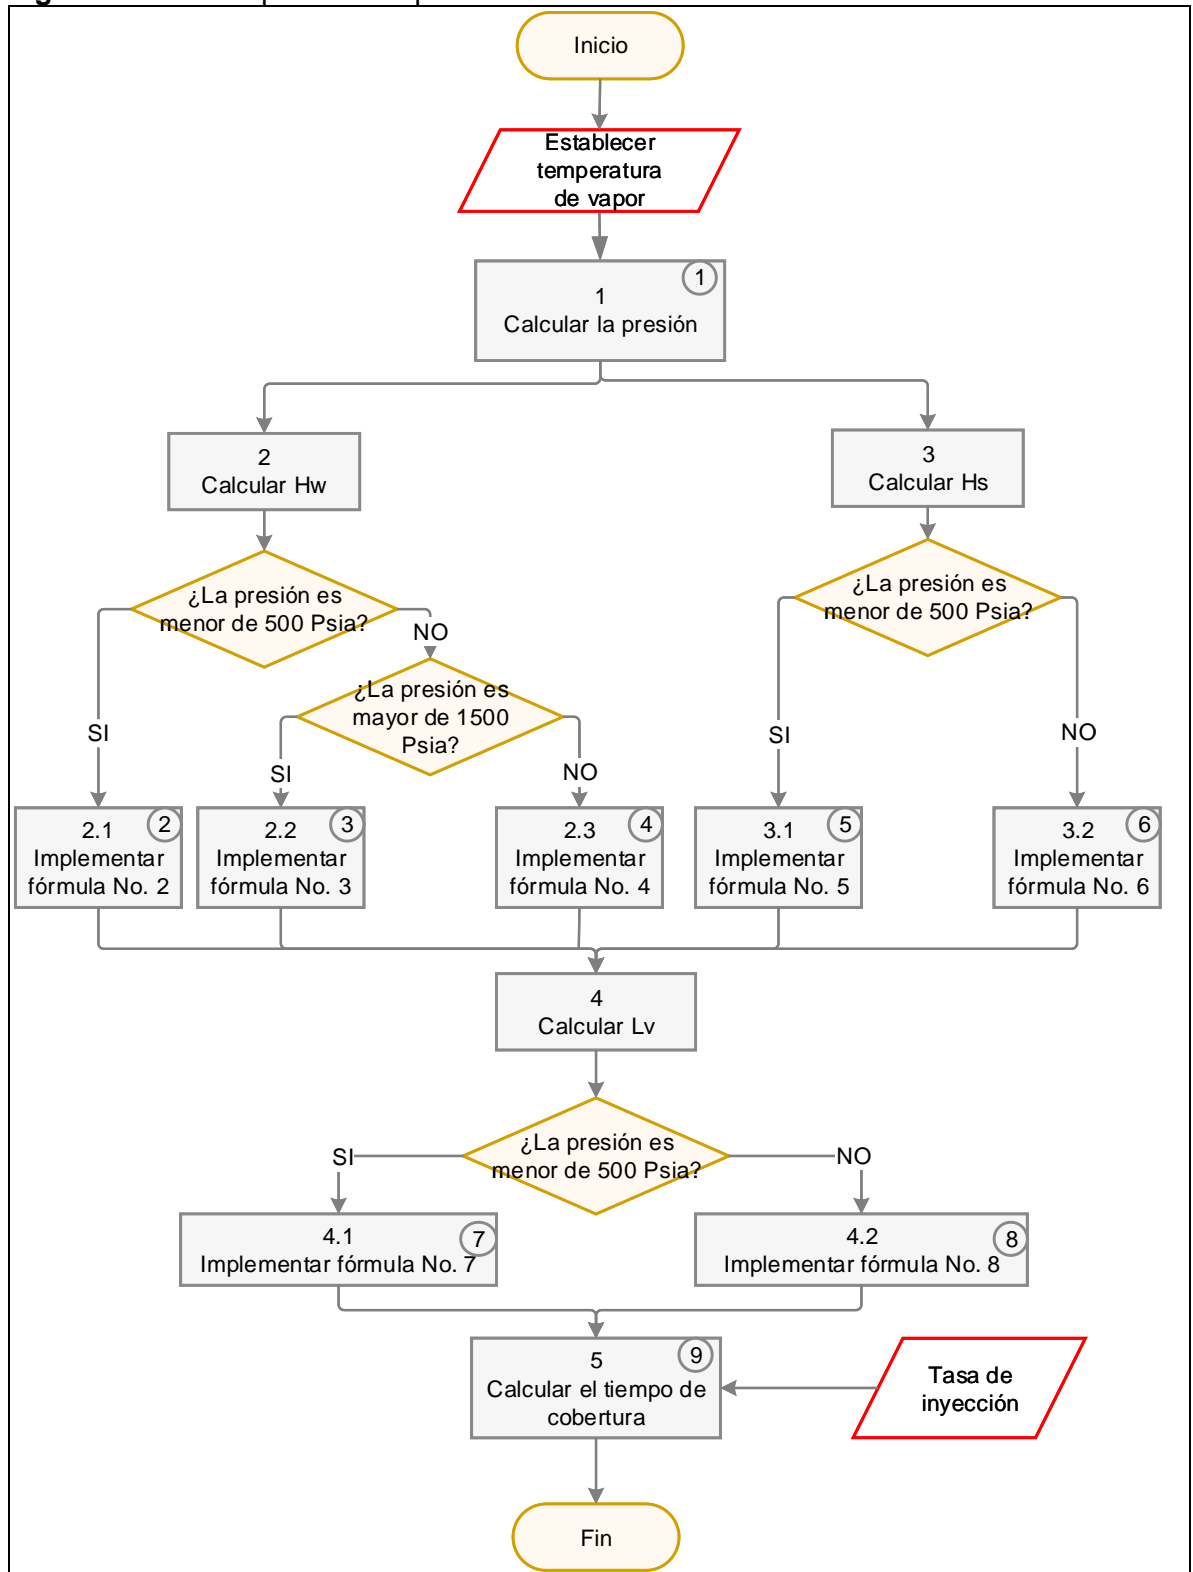 Inicio
Establecer
temperatura
de vapor
1
1
Calcular la presión
2
Calcular Hw
3
Calcular Hs
¿La presión es
menor de 500 Psia?
¿La presión es
menor de 500 Psia?
NO
¿La presión es
mayor de 1500
Psia?
SI
SI
NO
SI
NO
2.1
2
Implementar
fórmula No. 2
2.2
3
Implementar
fórmula No. 3
2.3
4
Implementar
fórmula No. 4
3.1
5
Implementar
fórmula No. 5
3.2
6
Implementar
fórmula No. 6
4
Calcular Lv
¿La presión es
menor de 500 Psia?
SI
NO
4.1
7
Implementar fórmula No. 7
4.2
8
Implementar fórmula No. 8
5
9
Calcular el tiempo de
cobertura
Tasa de
inyección
Fin